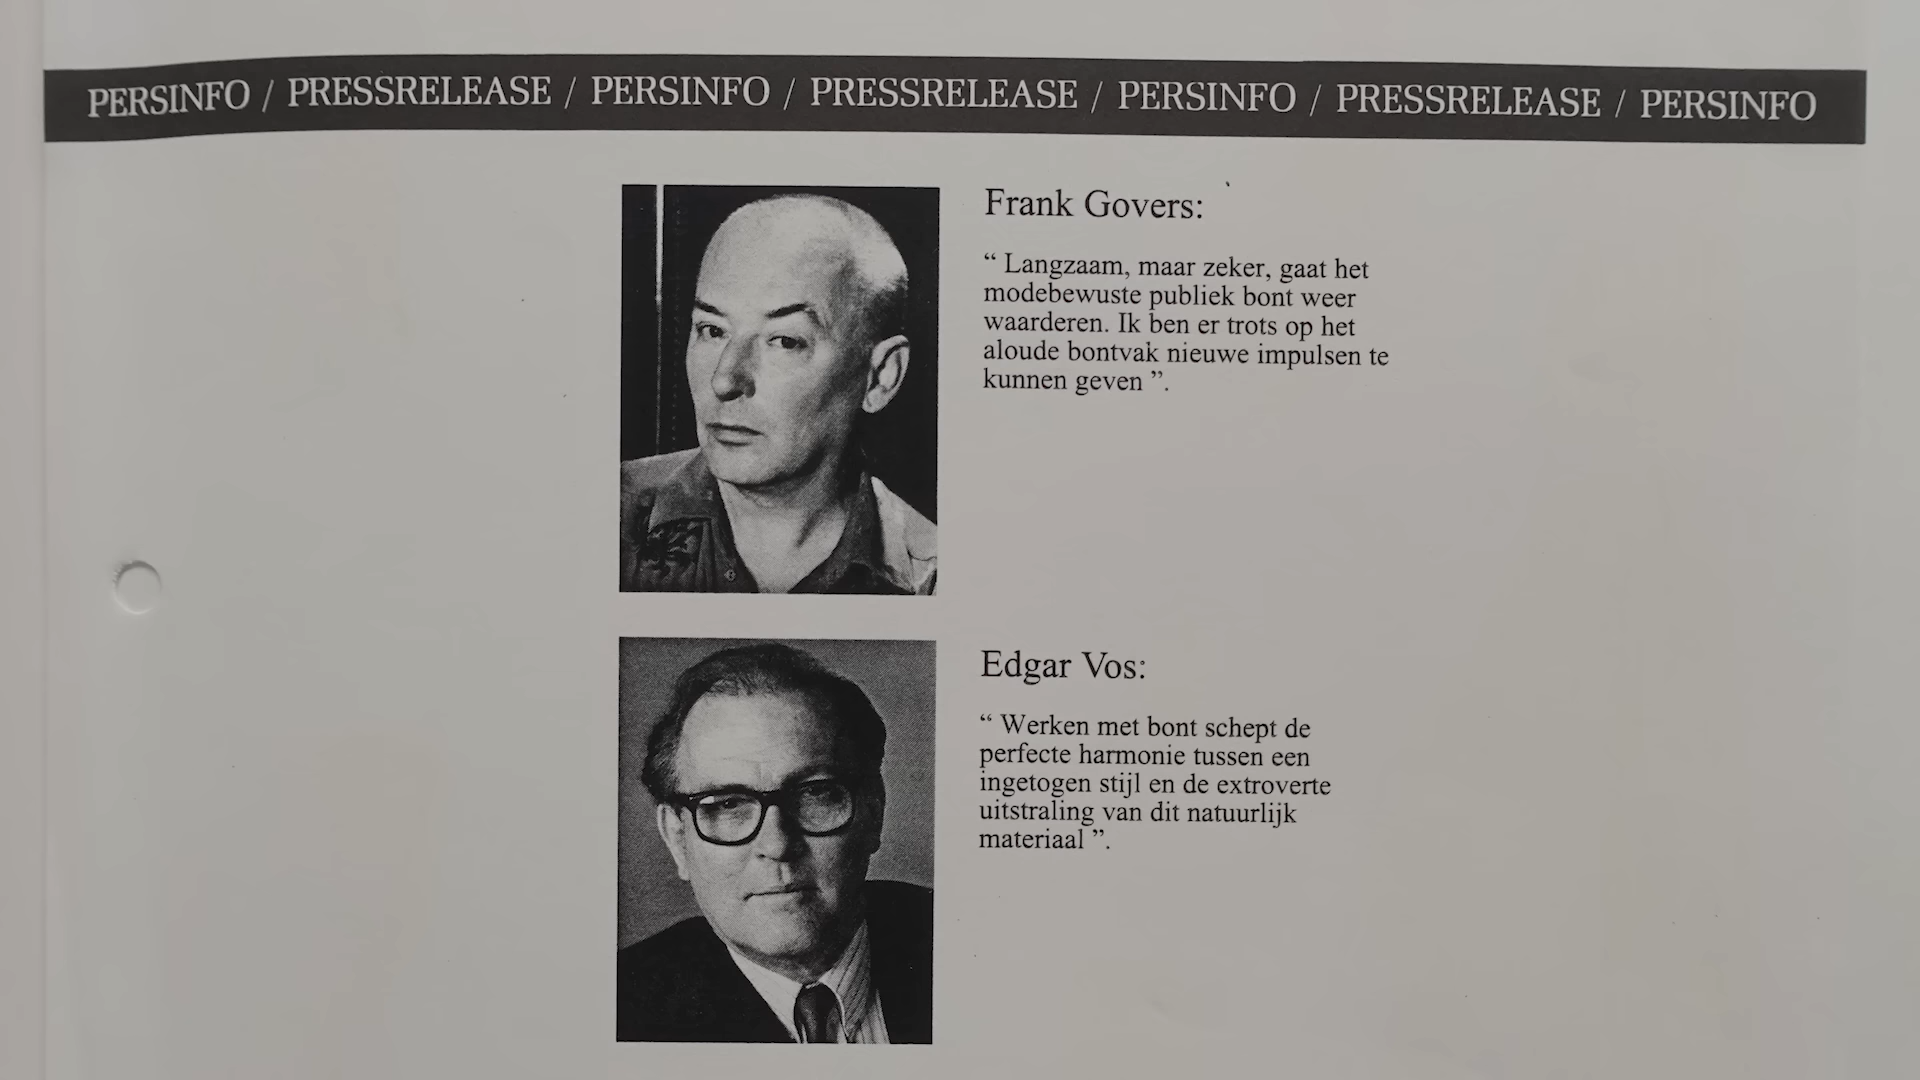 PERSINFO / PRESSRELEASE / PERSINFO / PRESSRELEASE / PERSINFO / PRESSRELEASE / PERSINFO
Frank Govers:
“ Langzaam, maar zeker, gaat het
modebewuste publiek bont weer
waarderen. Ik ben er trots op het
aloude bontvak nieuwe impulsen te
kunnen geven ”.
Edgar Vos:
“ Werken met bont schept de
perfecte harmonie tussen een
ingetogen stijl en de extroverte
uitstraling van dit natuurlijk
materiaal ”.